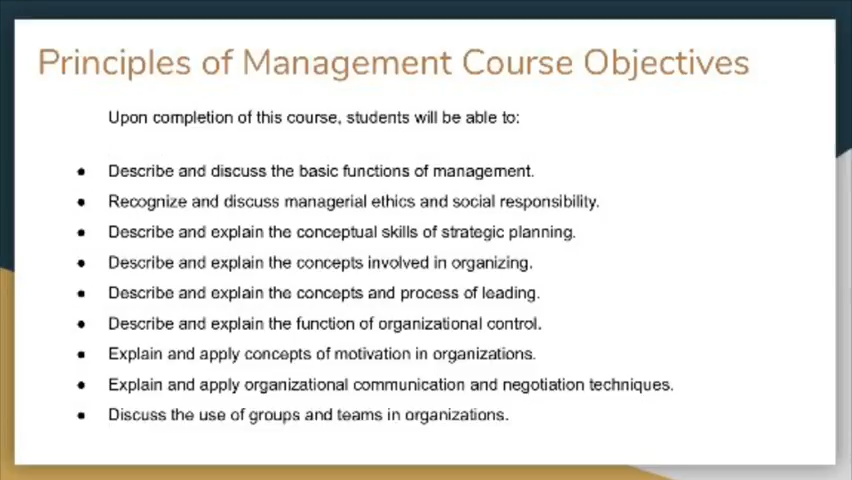 Principles of Management Course Objectives
Upon completion of this course, students will be able to:
● Describe and discuss the basic functions of management.
● Recognize and discuss managerial ethics and social responsibility.
● Describe and explain the conceptual skills of strategic planning.
● Describe and explain the concepts involved in organizing.
● Describe and explain the concepts and process of leading.
● Describe and explain the function of organizational control.
● Explain and apply concepts of motivation in organizations.
● Explain and apply organizational communication and negotiation techniques.
● Discuss the use of groups and teams in organizations.